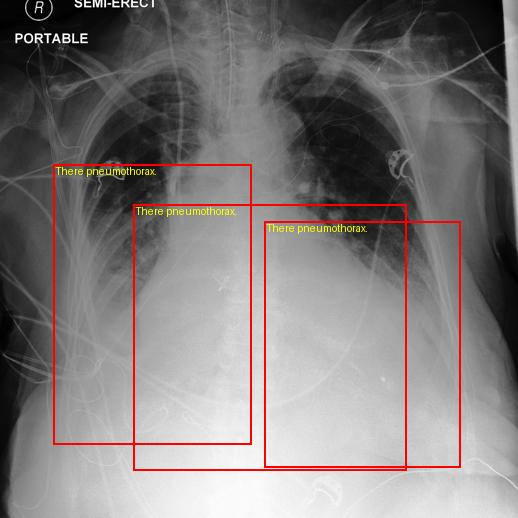 R
SEMI-ERECT
PORTABLE
There pneumothorax.
There pneumothorax.
There pneumothorax.